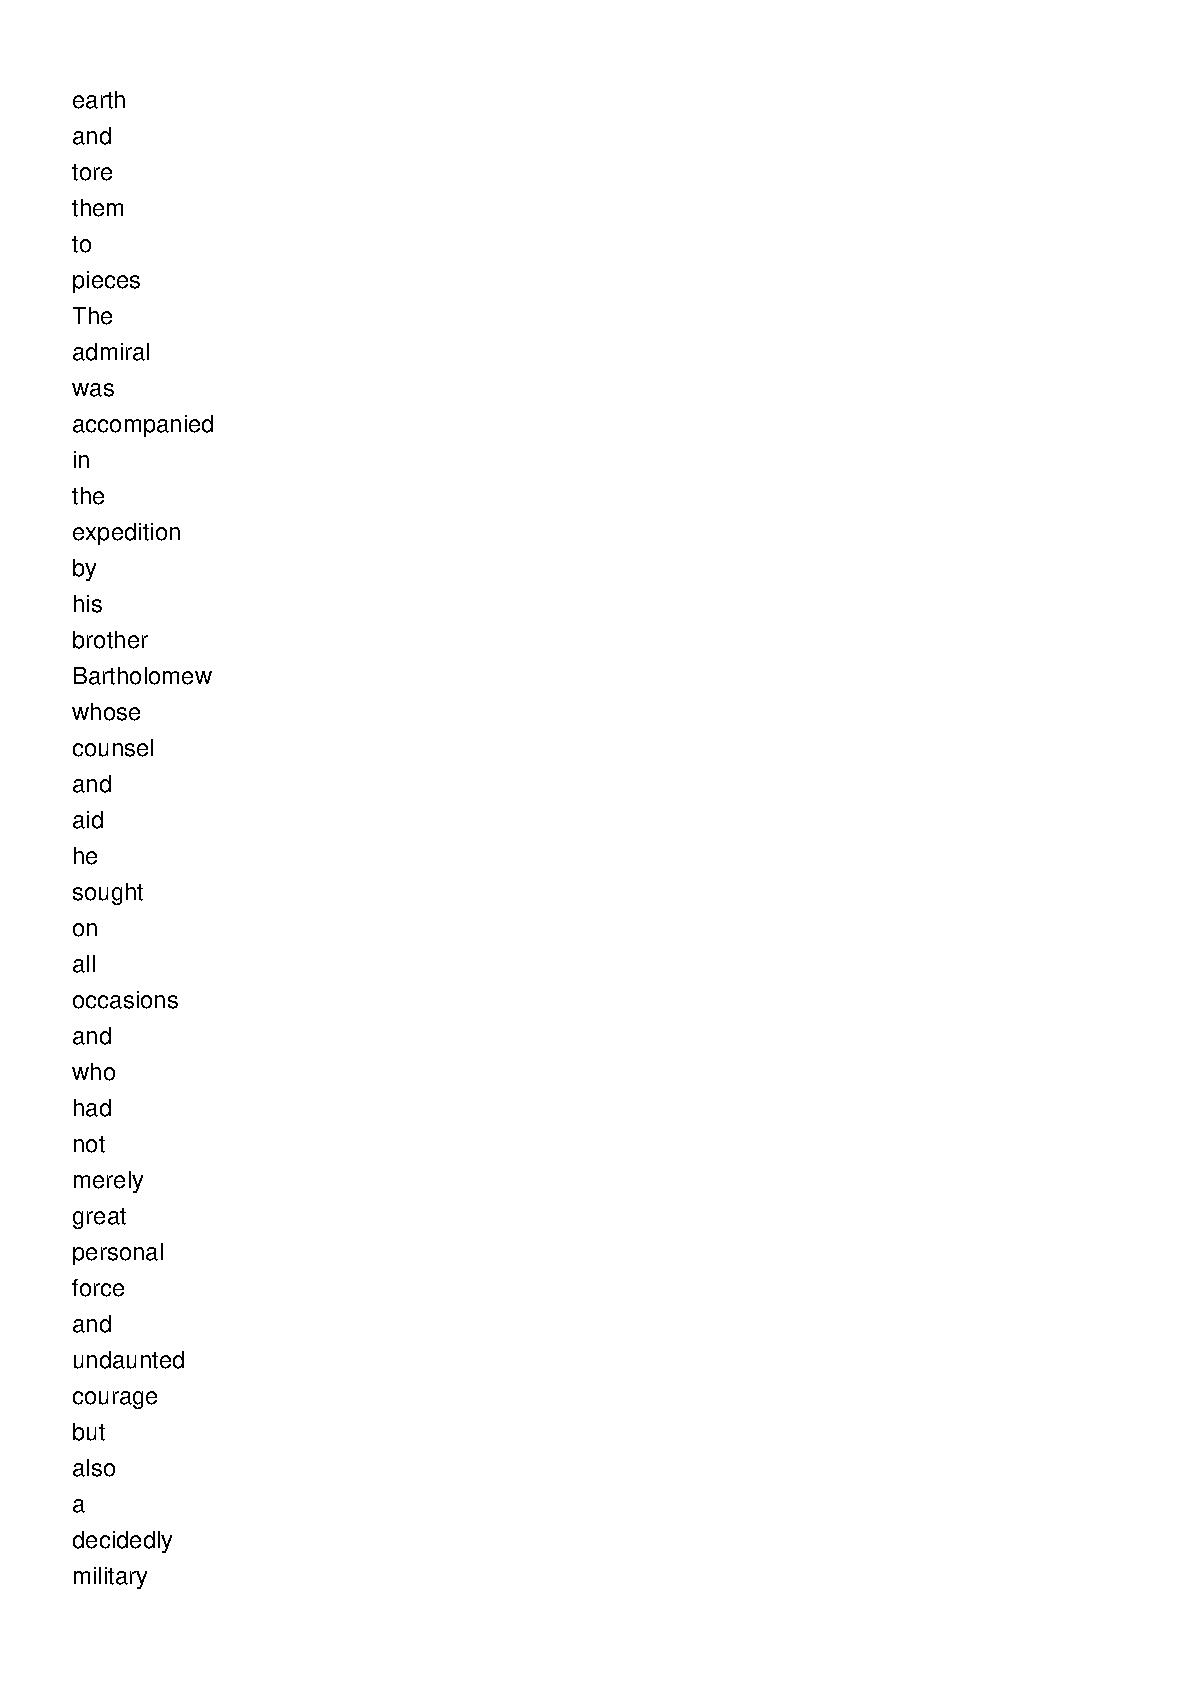 earth
and
tore
them
to
pieces
The
admiral
was
accompanied
in
the
expedition
by
his
brother
Bartholomew
whose
counsel
and
aid
he
sought
on
all
occasions
and
who
had
not
merely
great
personal
force
and
undaunted
courage
but
also
a
decidedly
military